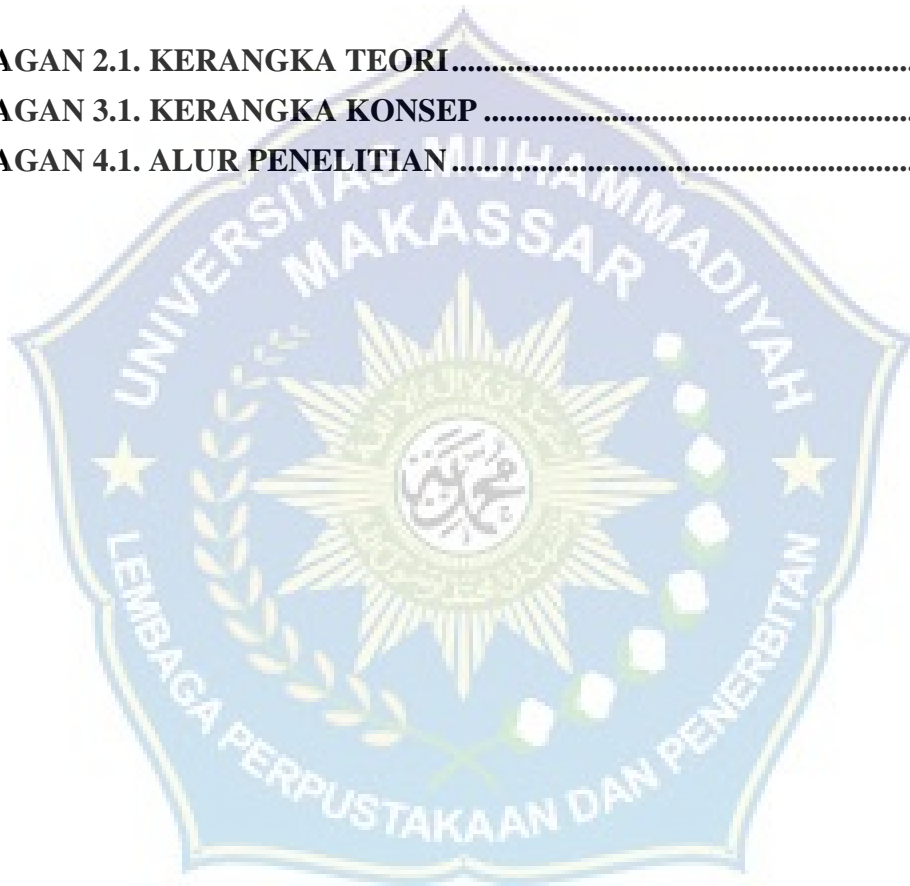 AGAN 2.1. KERANGKA TEORI
AGAN 3.1. KERANGKA KONSEP
AGAN 4.1. ALUR PENELITIAN
UNIVERSITAS MUHAMMADIYAH
MAKASSAR
محمد
LEMBAGA PERPUSTAKAAN DAN PENERBITAN